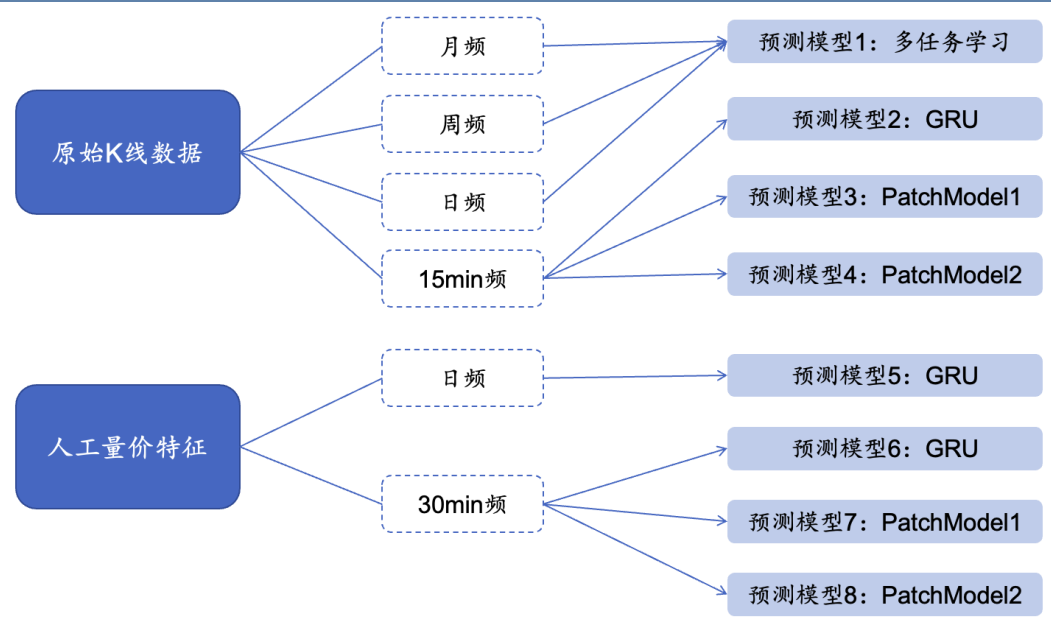 原始K线数据
月频
周频
日频
15min频
预测模型1：多任务学习
预测模型2：GRU
预测模型3：PatchModel1
预测模型4：PatchModel2
人工量价特征
日频
30min频
预测模型5：GRU
预测模型6：GRU
预测模型7：PatchModel1
预测模型8：PatchModel2